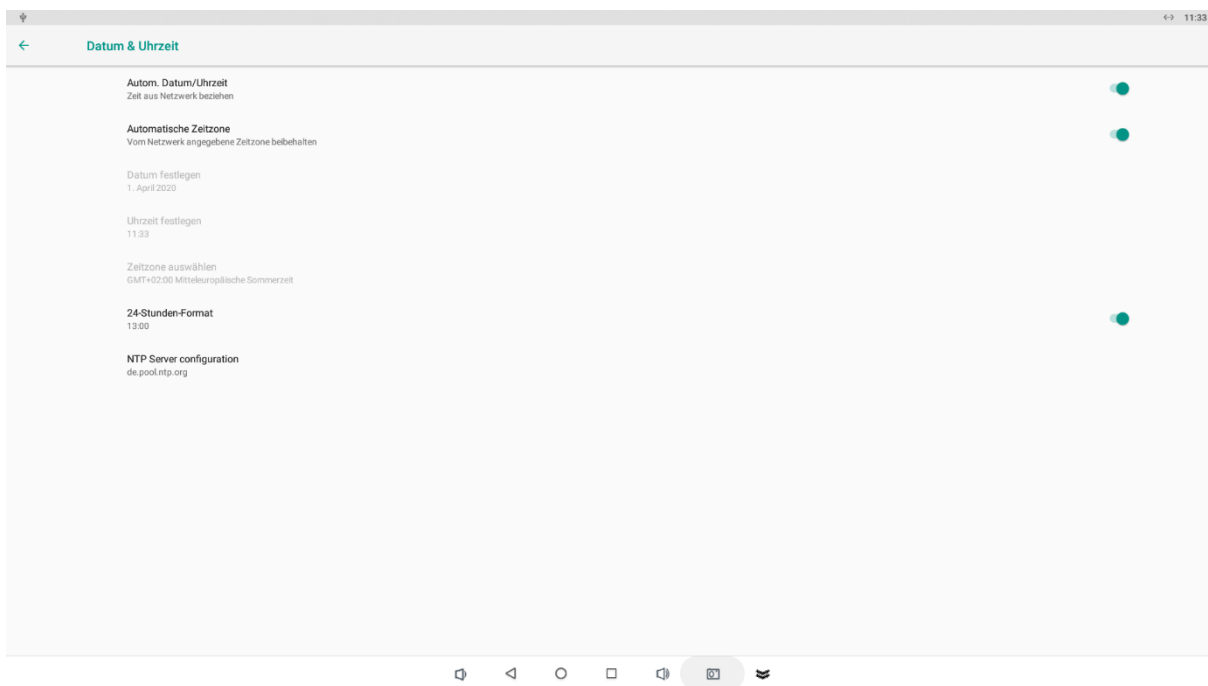 11:33
Datum & Uhrzeit
Autom. Datum/Uhrzeit
Zeit aus Netzwerk beziehen
Automatische Zeitzone
Vom Netzwerk angegebene Zeitzone beibehalten
Datum festlegen
1. April 2020
Uhrzeit festlegen
11:33
Zeitzone auswählen
GMT+02:00 Mitteleuropäische Sommerzeit
24-Stunden-Format
13:00
NTP Server configuration
de.pool.ntp.org